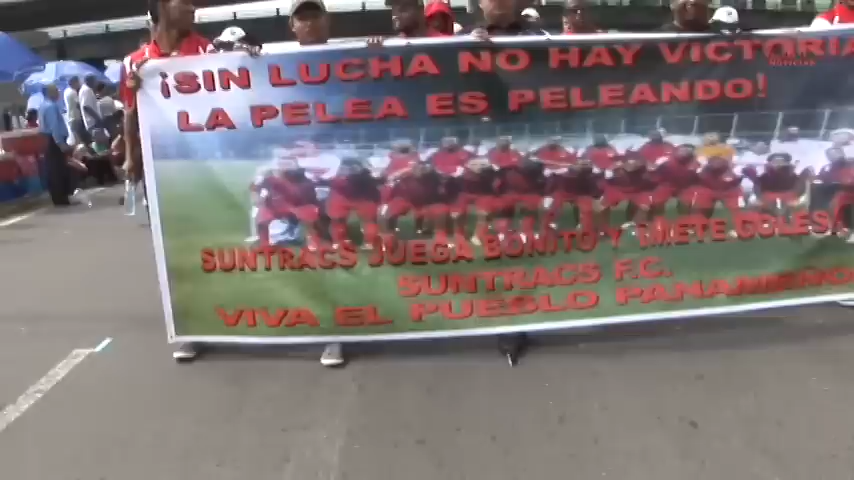 ¡SIN LUCHA NO HAY VICTORIA
LA PELEA ES PELEANDO!
NOTICIAS
SUNTRACS JUEGA BONITO Y METE GOLES
SUNTRACS F.C.
VIVA EL PUEBLO PANAMEÑO